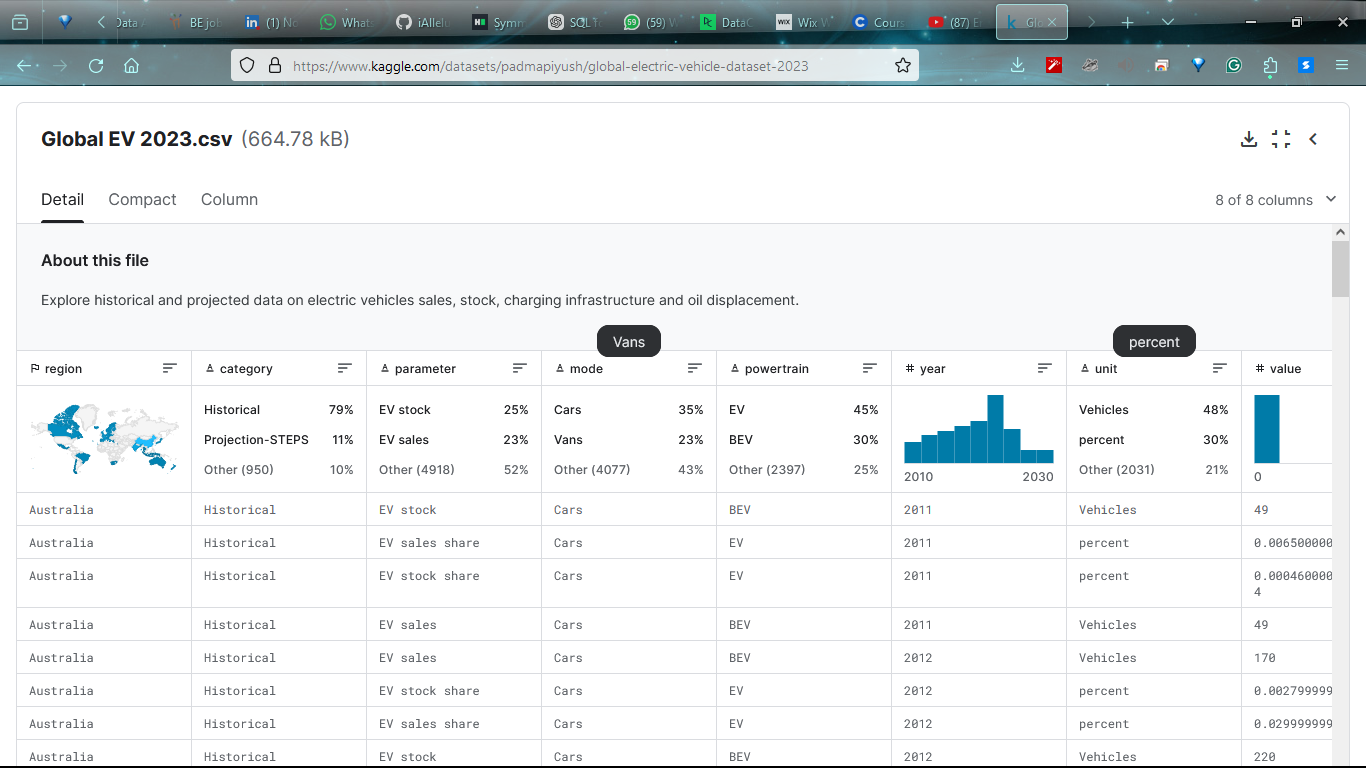 Data A
BE job
(1) No
Whats
iAllel
Symm
SQL T
(59) W
DataC
WIX
Wix W
Cours
(87) E
Glo
https://www.kaggle.com/datasets/padmapiyush/global-electric-vehicle-dataset-2023
Global EV 2023.csv (664.78 kB)
Detail Compact Column 8 of 8 columns
About this file
Explore historical and projected data on electric vehicles sales, stock, charging infrastructure and oil displacement.
Vans percent
region category parameter mode powertrain # year unit # value
Historical 79% EV stock 25% Cars 35% EV 45% Vehicles 48%
Projection-STEPS 11% EV sales 23% Vans 23% BEV 30% percent 30%
Other (950) 10% Other (4918) 52% Other (4077) 43% Other (2397) 25% 2010 2030 Other (2031) 21% 0
Australia Historical EV stock Cars BEV 2011 Vehicles 49
Australia Historical EV sales share Cars EV 2011 percent 0.006500000
Australia Historical EV stock share Cars EV 2011 percent 0.000460000
4
Australia Historical EV sales Cars BEV 2011 Vehicles 49
Australia Historical EV sales Cars BEV 2012 Vehicles 170
Australia Historical EV stock share Cars EV 2012 percent 0.002799999
Australia Historical EV sales share Cars EV 2012 percent 0.029999999
Australia Historical EV stock Cars BEV 2012 Vehicles 220